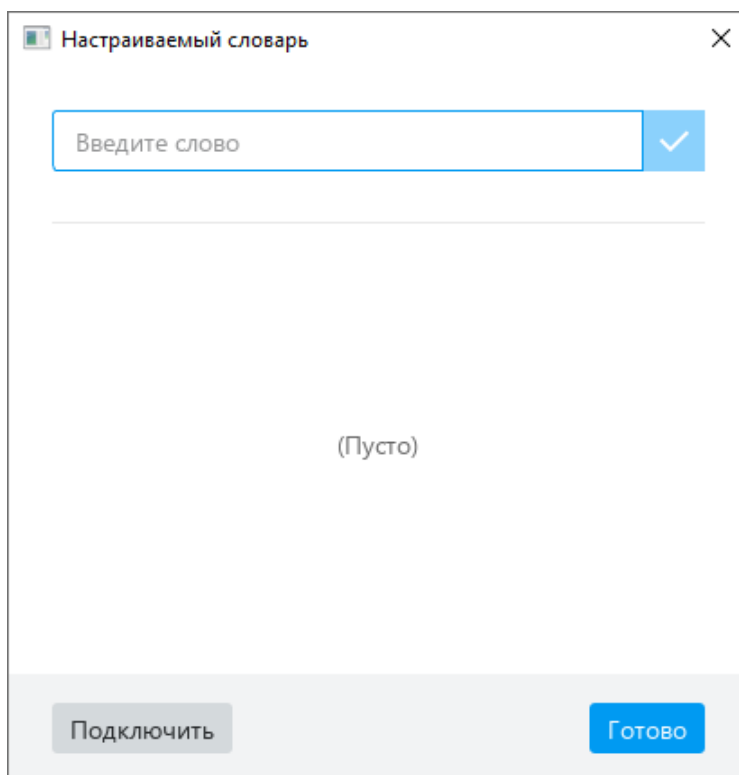 Настраиваемый словарь
Введите слово
(Пусто)
Подключить
Готово